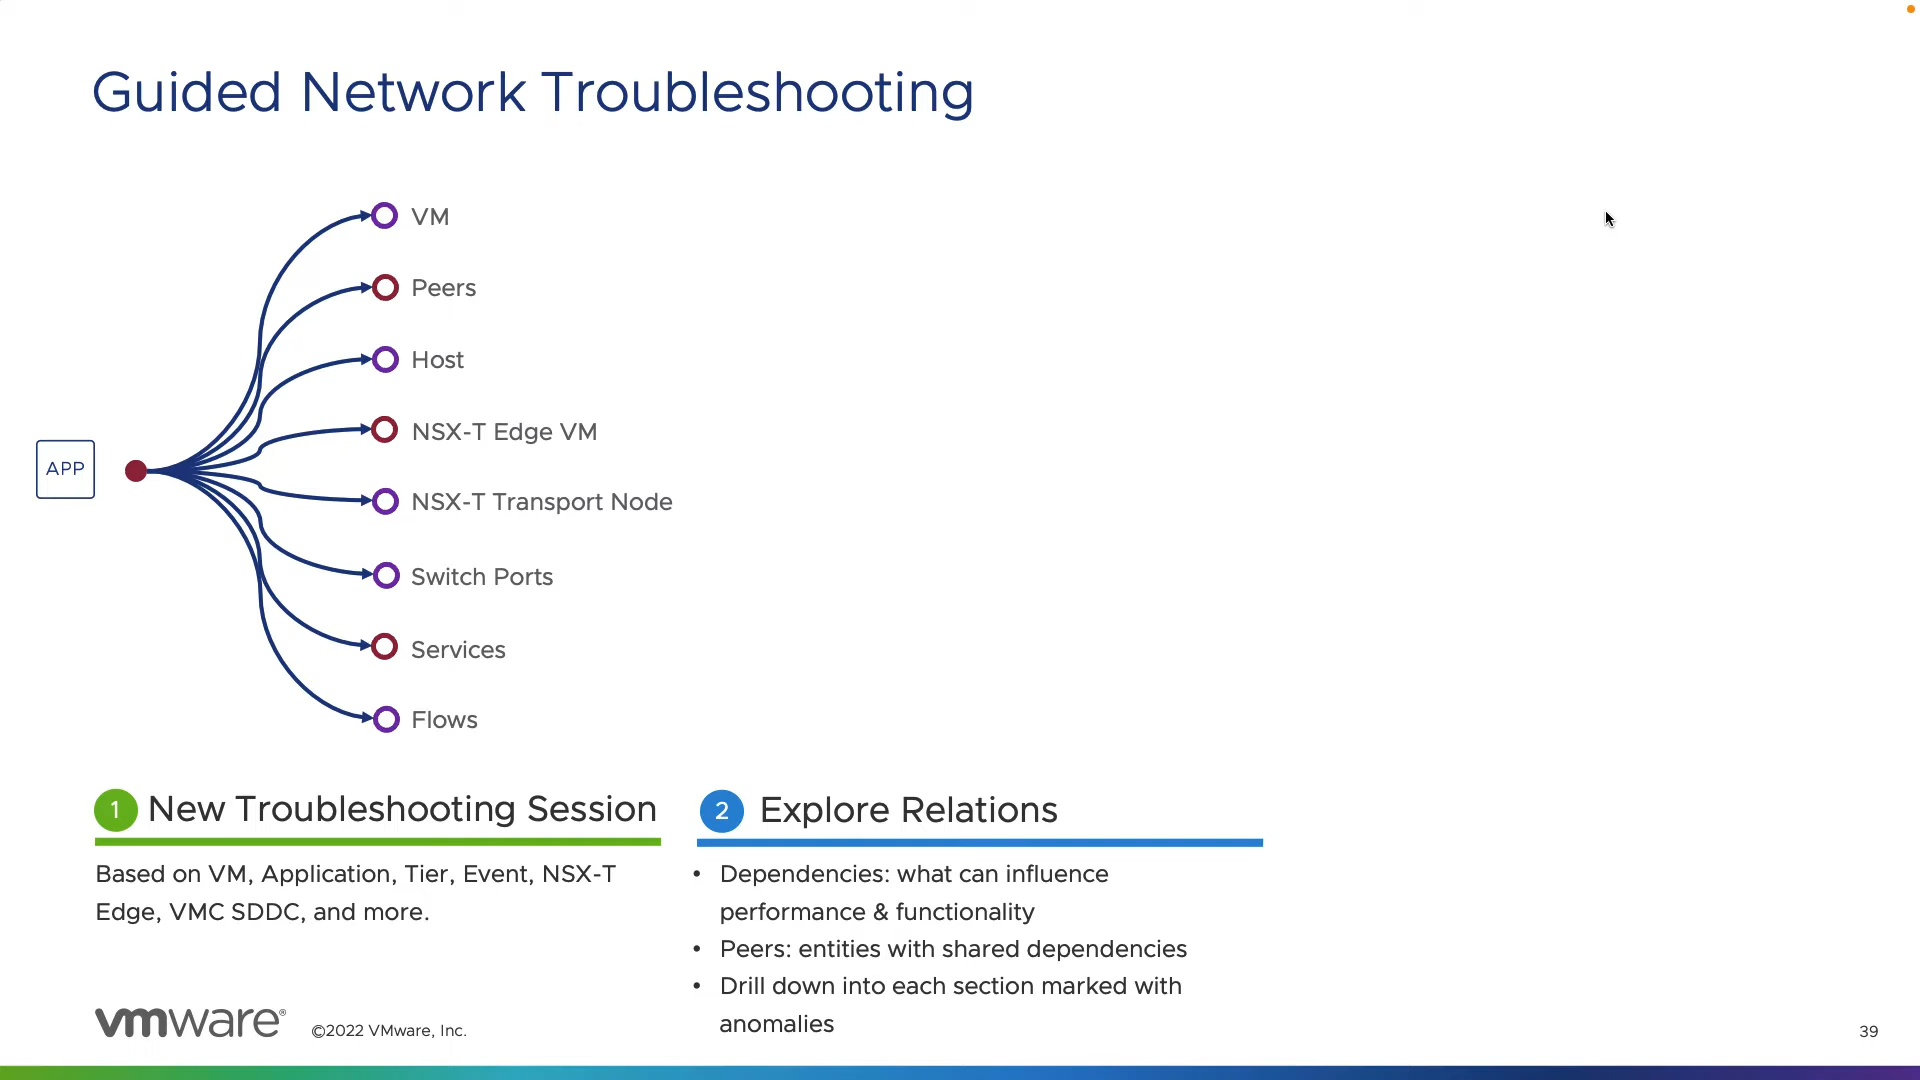 Guided Network Troubleshooting
VM
Peers
Host
NSX-T Edge VM
APP
NSX-T Transport Node
Switch Ports
Services
Flows
1 New Troubleshooting Session
Based on VM, Application, Tier, Event, NSX-T
Edge, VMC SDDC, and more.
2 Explore Relations
• Dependencies: what can influence
performance & functionality
• Peers: entities with shared dependencies
• Drill down into each section marked with
anomalies
vmware®
©2022 VMware, Inc.
39